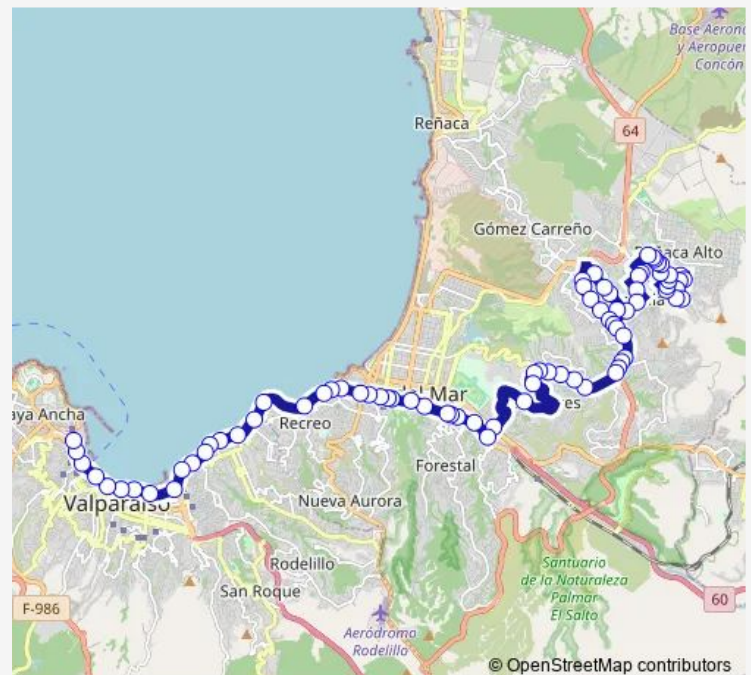 Base Aeron
y Aeropuer
Concón
Reñaca
64
Gómez Carreño
ñaca Alto
aya Ancha
del Mar
es
Recreo
Forestal
Valparaíso
Nueva Aurora
Rodelillo
Santuario
de la Naturaleza
Palmar
El Salto
San Roque
F-986
60
Aeródromo
Rodelillo
© OpenStreetMap contributors